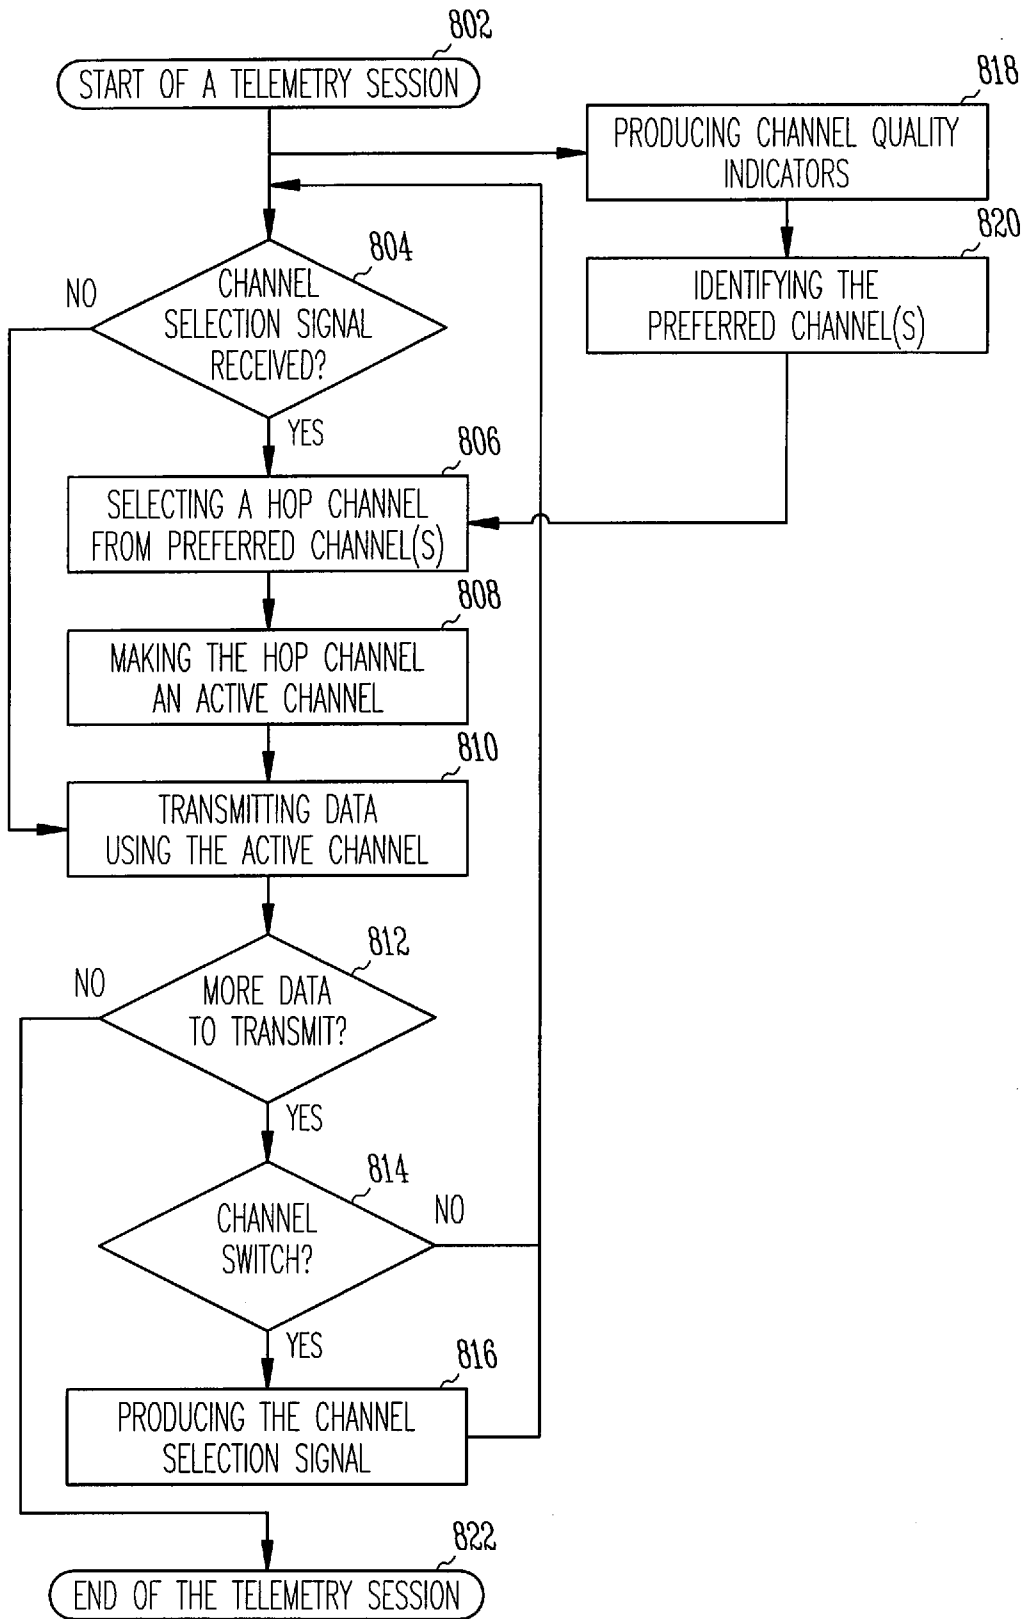 802
START OF A TELEMETRY SESSION
818
PRODUCING CHANNEL QUALITY
INDICATORS
820
IDENTIFYING THE
PREFERRED CHANNEL(S)
804
NO
CHANNEL
SELECTION SIGNAL
RECEIVED?
YES
806
SELECTING A HOP CHANNEL
FROM PREFERRED CHANNEL(S)
808
MAKING THE HOP CHANNEL
AN ACTIVE CHANNEL
810
TRANSMITTING DATA
USING THE ACTIVE CHANNEL
812
NO
MORE DATA
TO TRANSMIT?
YES
814
CHANNEL
SWITCH?
NO
YES
816
PRODUCING THE CHANNEL
SELECTION SIGNAL
822
END OF THE TELEMETRY SESSION